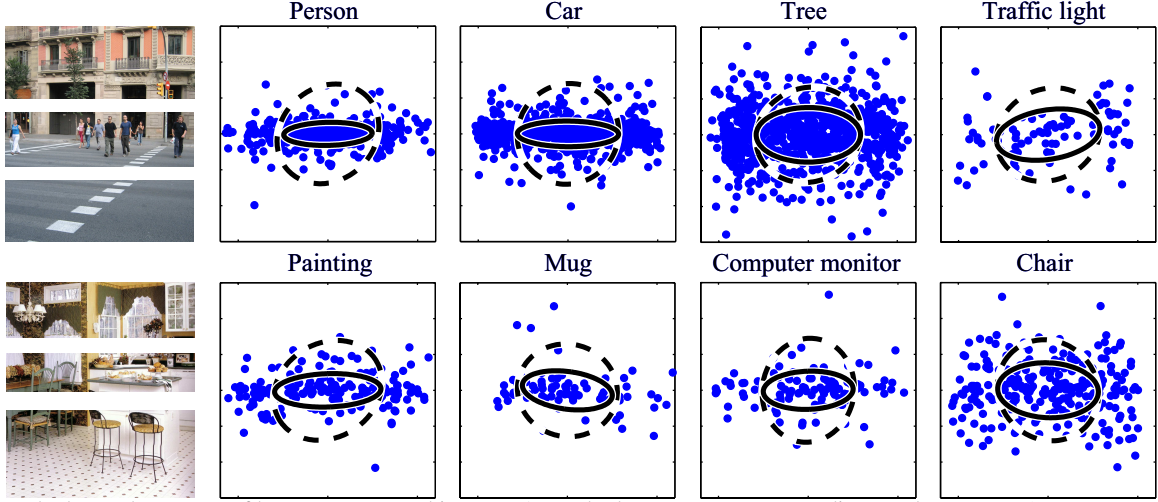 Person
Car
Tree
Traffic light
Painting
Mug
Computer monitor
Chair